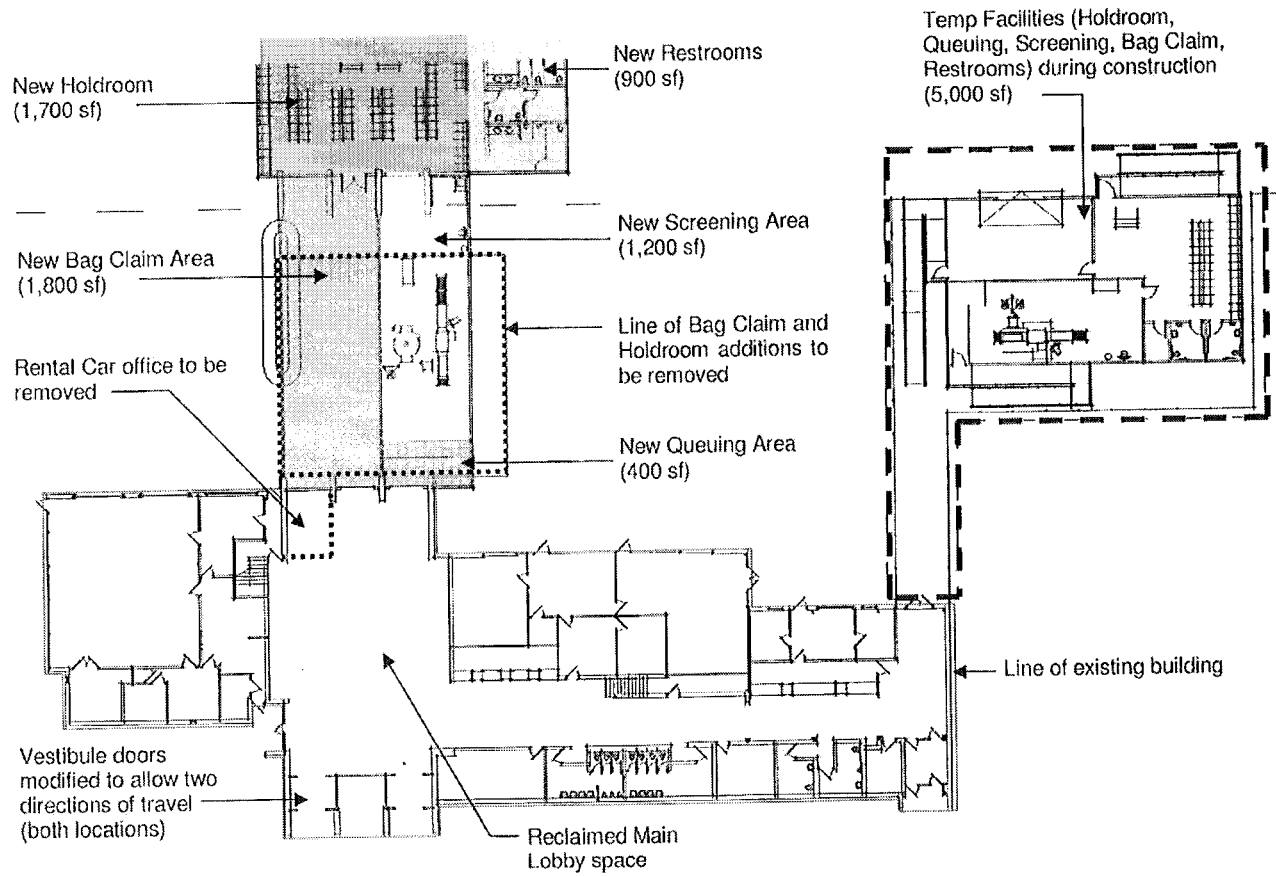 Temp Facilities (Holdroom,
Queuing, Screening, Bag Claim,
Restrooms) during construction
(5,000 sf)
New Restrooms
(900 sf)
New Holdroom
(1,700 sf)
New Screening Area
(1,200 sf)
New Bag Claim Area
(1,800 sf)
Line of Bag Claim and
Holdroom additions to
be removed
Rental Car office to be
removed
New Queuing Area
(400 sf)
Line of existing building
Vestibule doors
modified to allow two
directions of travel
(both locations)
Reclaimed Main
Lobby space